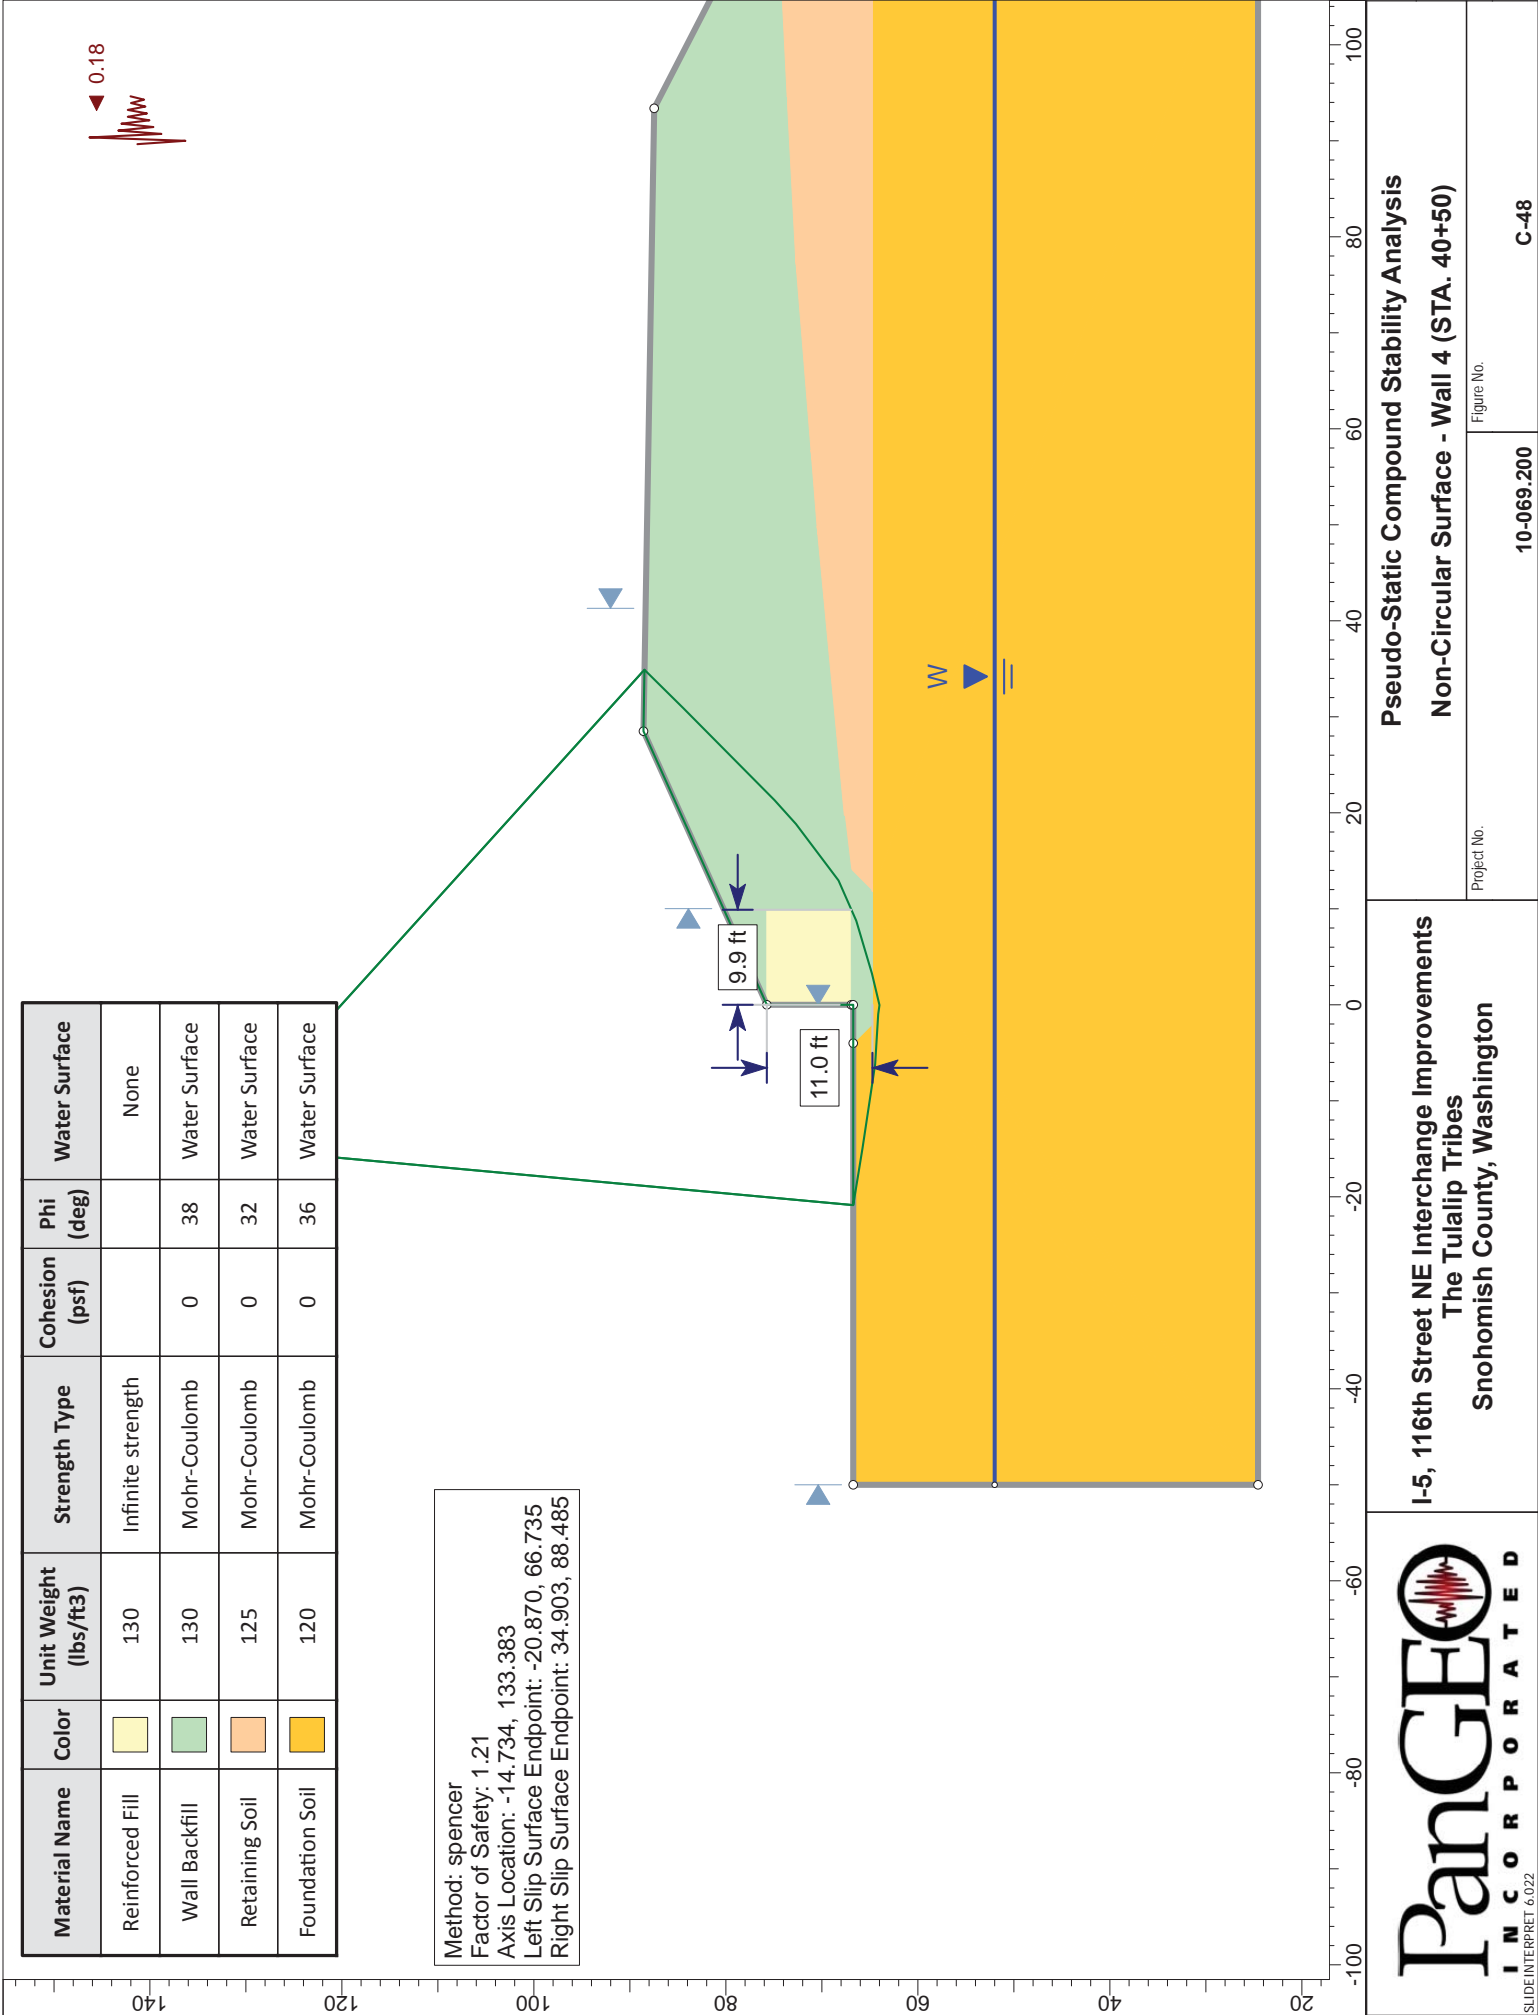 Material Name Color Unit Weight (lbs/ft3) Strength Type Cohesion (psf) Phi (deg) Water Surface
Reinforced Fill 130 Infinite strength None
Wall Backfill 130 Mohr-Coulomb 0 38 Water Surface
Retaining Soil 125 Mohr-Coulomb 0 32 Water Surface
Foundation Soil 120 Mohr-Coulomb 0 36 Water Surface
0.18
Method: spencer
Factor of Safety: 1.21
Axis Location: -14.734, 133.383
Left Slip Surface Endpoint: -20.870, 66.735
Right Slip Surface Endpoint: 34.903, 88.485
9.9 ft
11.0 ft
W
140
120
100
80
60
40
20
-100 -80 -60 -40 -20 0 20 40 60 80 100
PanGEO
INCORPORATED
SLIDEINTERPRET 6.022
I-5, 116th Street NE Interchange Improvements
The Tulalip Tribes
Snohomish County, Washington
Pseudo-Static Compound Stability Analysis
Non-Circular Surface - Wall 4 (STA. 40+50)
Project No.
10-069.200
Figure No.
C-48